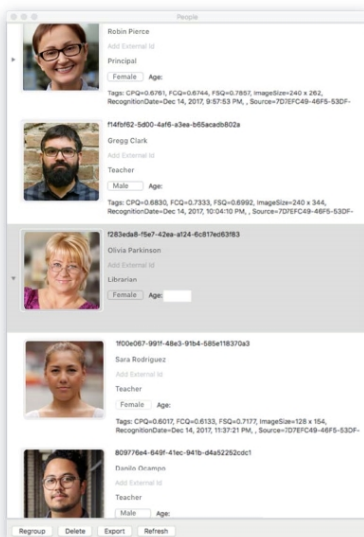 People
Robin Pierce
Add External Id
Principal
Female Age:
Tags: CPQ=0.6761, FCQ=0.6744, FSQ=0.7857, ImageSize=240 x 262,
RecognitionDate=Dec 14, 2017, 9:57:53 PM, , Source=7D7EFC49-46F5-53DF-
f14fbf62-5d00-4af6-a3ea-b65acadb802a
Gregg Clark
Add External Id
Teacher
Male Age:
Tags: CPQ=0.6830, FCQ=0.7333, FSQ=0.6992, ImageSize=240 x 344,
RecognitionDate=Dec 14, 2017, 10:04:10 PM, , Source=7D7EFC49-46F5-53DF-
f283eda8-f5e7-42ea-a124-6c817ed63f83
Olivia Parkinson
Add External Id
Librarian
Female Age:
1f00e067-991f-48e3-91b4-585e118370a3
Sara Rodriguez
Add External Id
Teacher
Female Age:
Tags: CPQ=0.6017, FCQ=0.6133, FSQ=0.7177, ImageSize=128 x 154,
RecognitionDate=Dec 14, 2017, 11:37:21 PM, , Source=7D7EFC49-46F5-53DF-
809776e4-649f-41ec-941b-d4a52252cdc1
Danilo Ocampo
Add External Id
Teacher
Male Age:
Regroup Delete Export Refresh